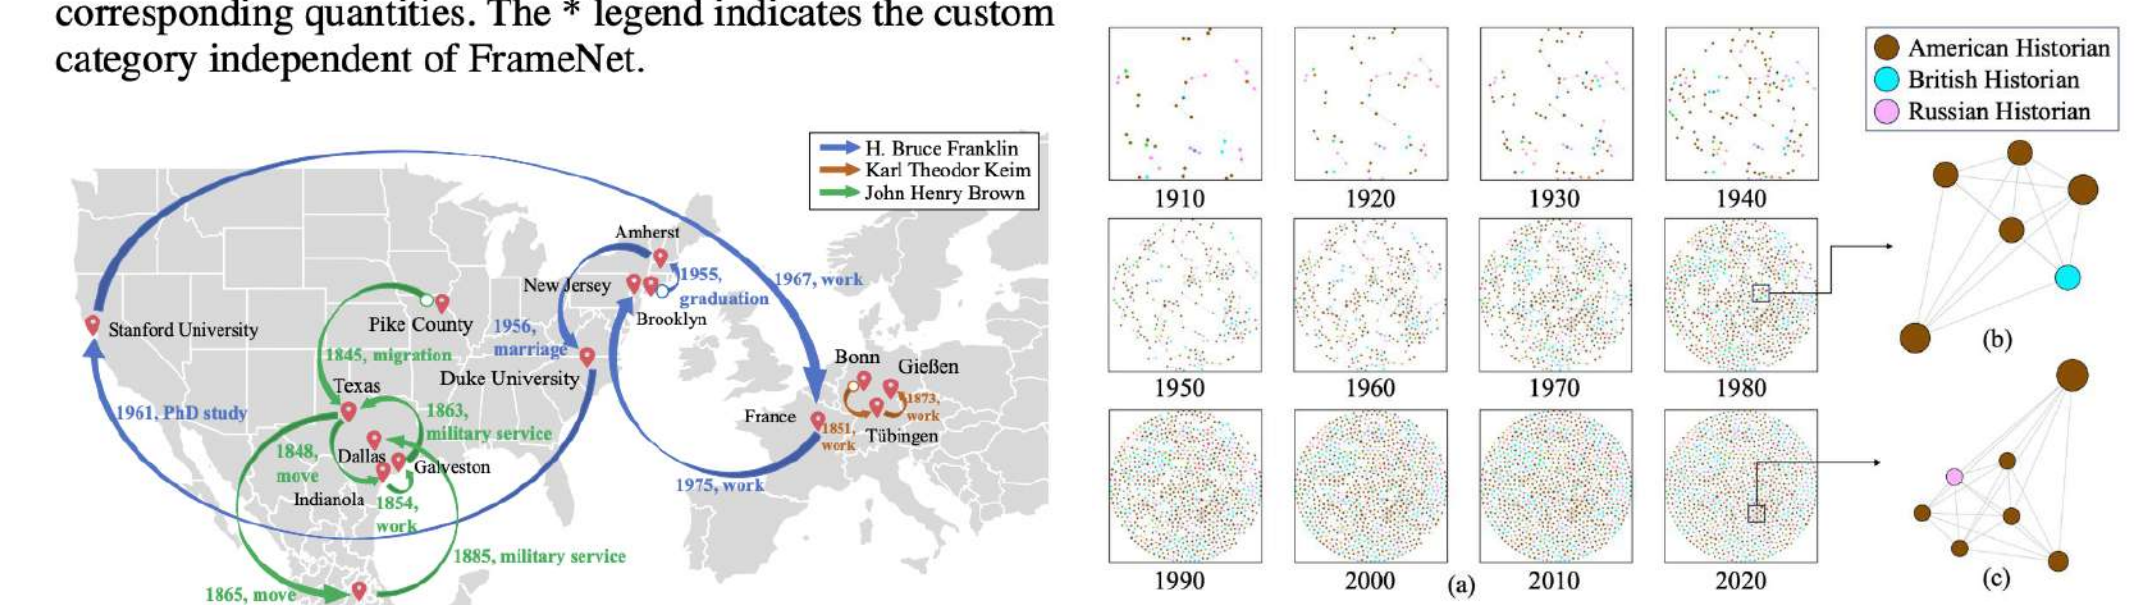 corresponding quantities. The * legend indicates the custom
category independent of FrameNet.
H. Bruce Franklin
Karl Theodor Keim
John Henry Brown
Amherst
1955,
graduation
1967, work
New Jersey
Brooklyn
Stanford University
Pike County
1956,
marriage
1845, migration
Duke University
Bonn
Gießen
Texas
1961, PhD study
1863,
military service
France
1873,
work
1851,
work
Tübingen
1848,
move
Dallas
Galveston
Indianola
1854,
work
1975, work
1885, military service
1865, move
1910
1920
1930
1940
1950
1960
1970
1980
1990
2000
2010
2020
(a)
American Historian
British Historian
Russian Historian
(b)
(c)